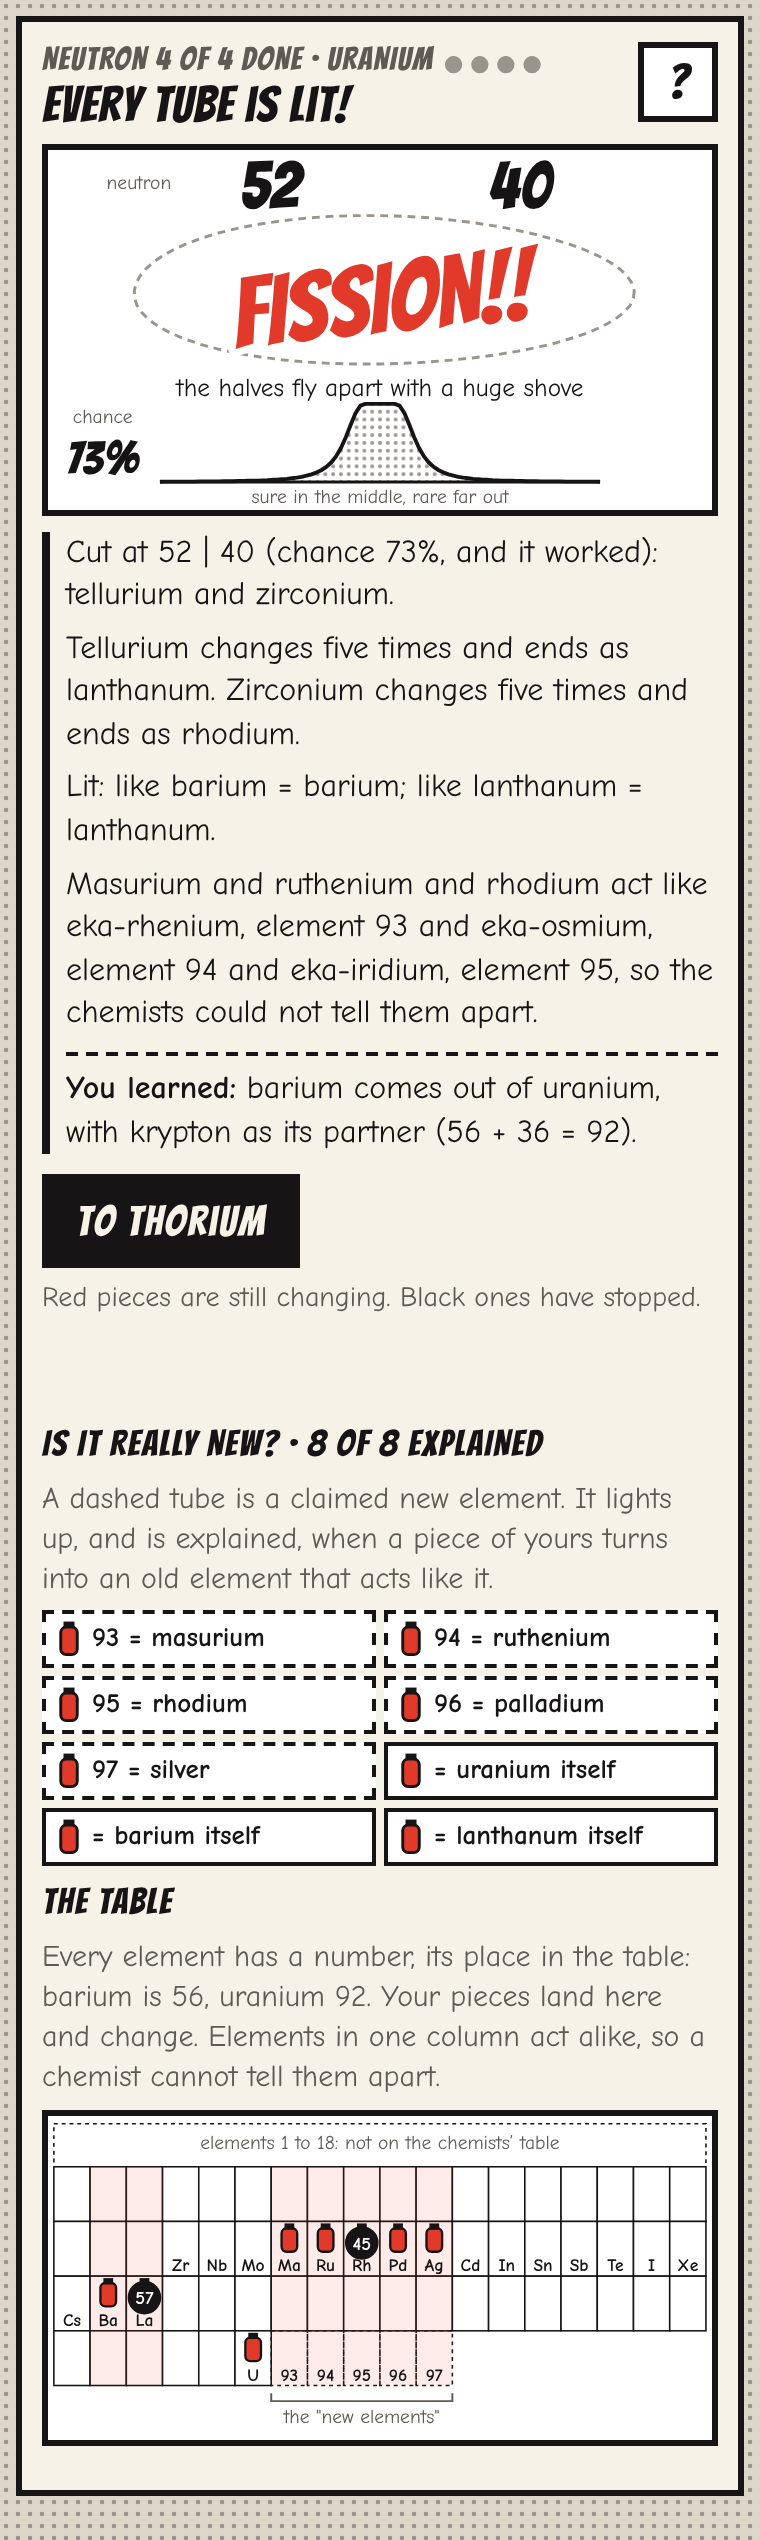 NEUTRON 4 OF 4 DONE · URANIUM
EVERY TUBE IS LIT!
?
neutron
52
40
FISSION!!
the halves fly apart with a huge shove
chance
73%
sure in the middle, rare far out
Cut at 52 | 40 (chance 73%, and it worked):
tellurium and zirconium.
Tellurium changes five times and ends as
lanthanum. Zirconium changes five times and
ends as rhodium.
Lit: like barium = barium; like lanthanum =
lanthanum.
Masurium and ruthenium and rhodium act like
eka-rhenium, element 93 and eka-osmium,
element 94 and eka-iridium, element 95, so the
chemists could not tell them apart.
You learned: barium comes out of uranium,
with krypton as its partner (56 + 36 = 92).
TO THORIUM
Red pieces are still changing. Black ones have stopped.
IS IT REALLY NEW? · 8 OF 8 EXPLAINED
A dashed tube is a claimed new element. It lights
up, and is explained, when a piece of yours turns
into an old element that acts like it.
93 = masurium
94 = ruthenium
95 = rhodium
96 = palladium
97 = silver
= uranium itself
= barium itself
= lanthanum itself
THE TABLE
Every element has a number, its place in the table:
barium is 56, uranium 92. Your pieces land here
and change. Elements in one column act alike, so a
chemist cannot tell them apart.
elements 1 to 18: not on the chemists' table
45
Zr Nb Mo Ma Ru Rh Pd Ag Cd In Sn Sb Te I Xe
57
Cs Ba La
U 93 94 95 96 97
the "new elements"